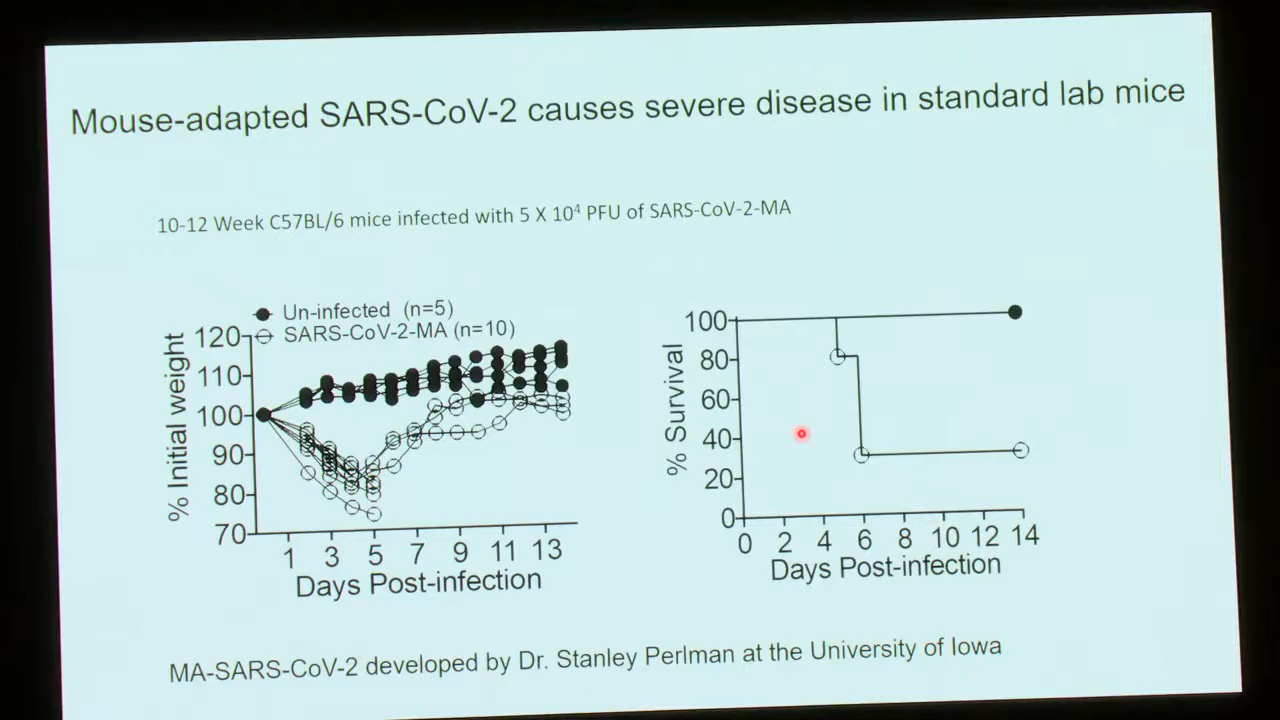 Mouse-adapted SARS-CoV-2 causes severe disease in standard lab mice
10-12 Week C57BL/6 mice infected with 5 X 10⁴ PFU of SARS-CoV-2-MA
Un-infected (n=5)
SARS-CoV-2-MA (n=10)
% Initial weight
120
110
100
90
80
70
1 3 5 7 9 11 13
Days Post-infection
% Survival
100
80
60
40
20
0
0 2 4 6 8 10 12 14
Days Post-infection
MA-SARS-CoV-2 developed by Dr. Stanley Perlman at the University of Iowa